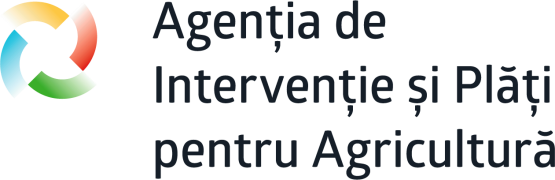 Agenția de
Intervenție și Plăți
pentru Agricultură